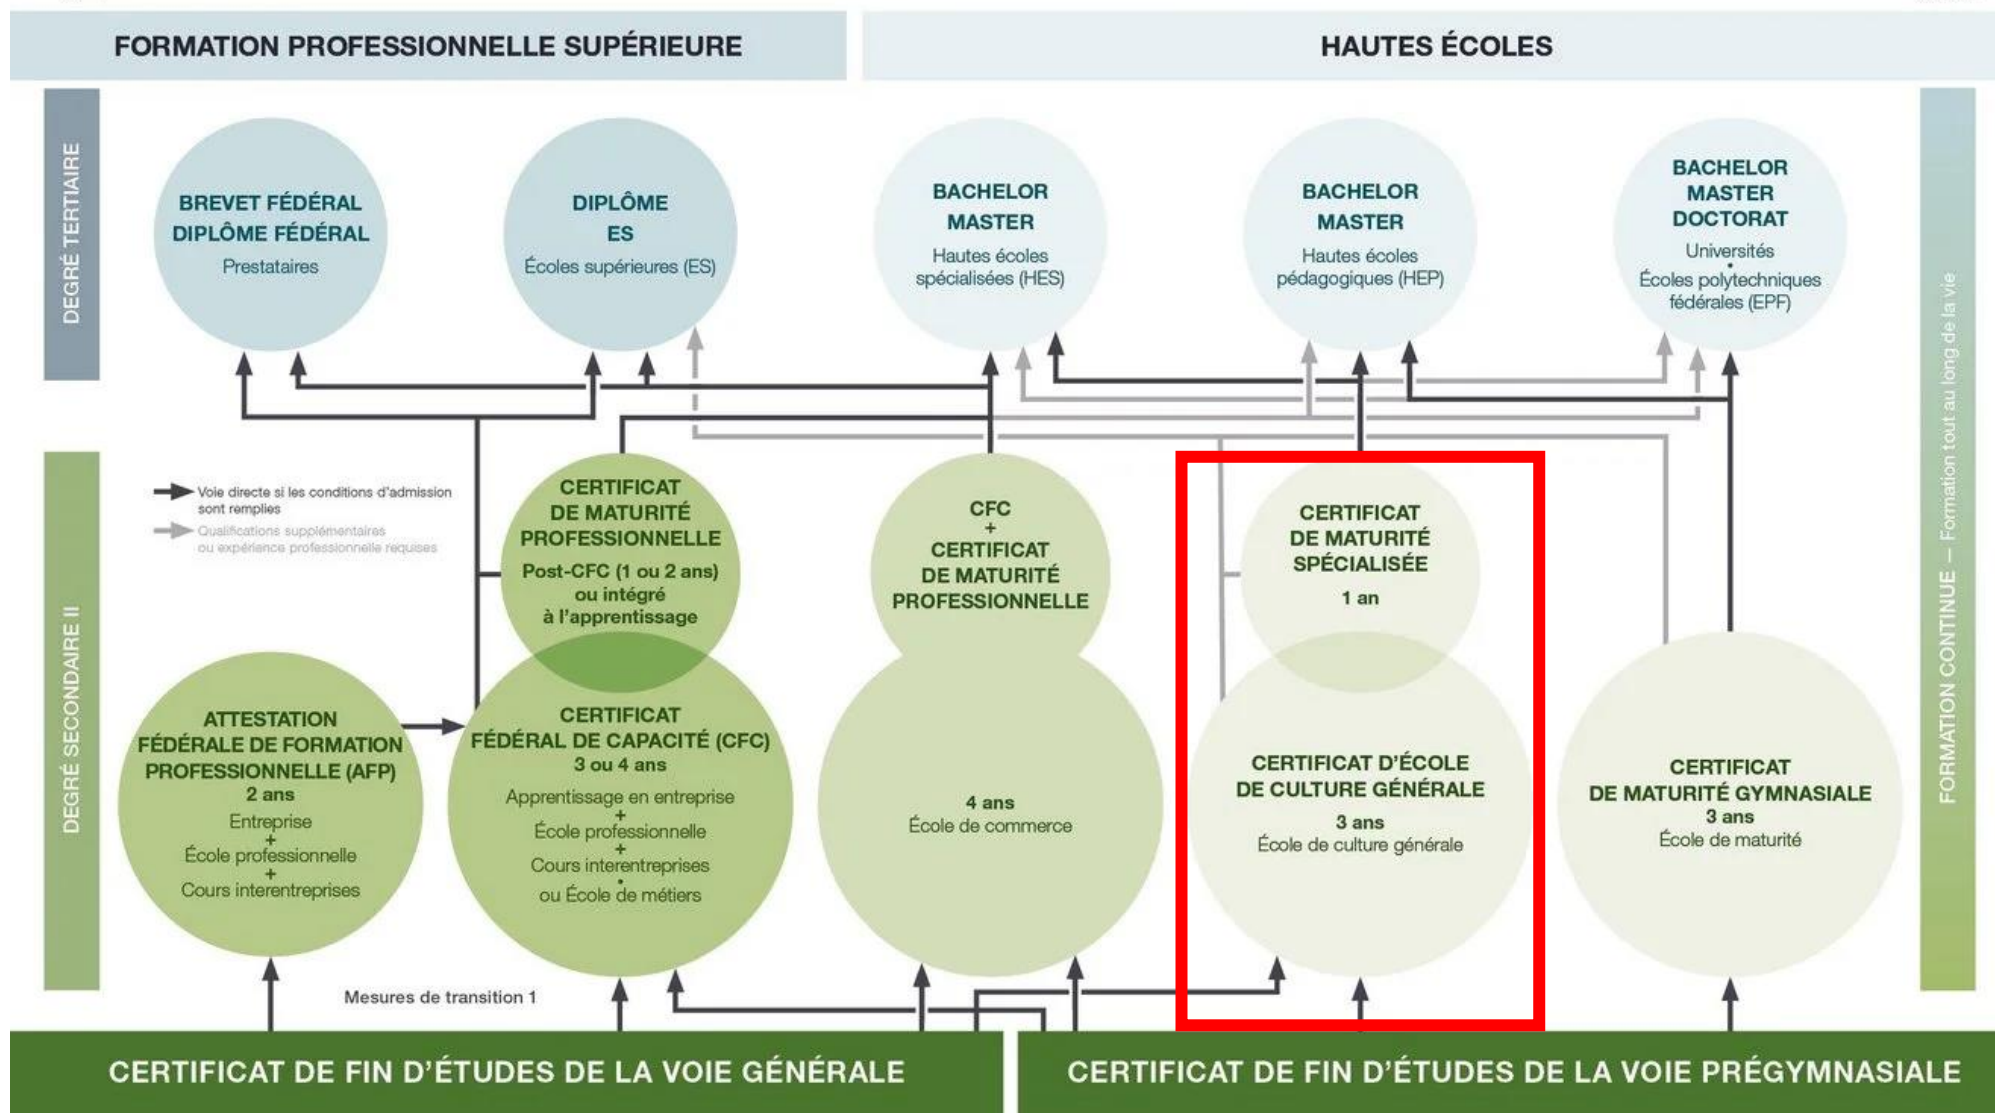 FORMATION PROFESSIONNELLE SUPÉRIEURE
HAUTES ÉCOLES
DEGRÉ TERTIAIRE
BREVET FÉDÉRAL
DIPLÔME FÉDÉRAL
Prestataires
DIPLÔME
ES
Écoles supérieures (ES)
BACHELOR
MASTER
Hautes écoles
spécialisées (HES)
BACHELOR
MASTER
Hautes écoles
pédagogiques (HEP)
BACHELOR
MASTER
DOCTORAT
Universités
•
Écoles polytechniques
fédérales (EPF)
FORMATION CONTINUE — Formation tout au long de la vie
DEGRÉ SECONDAIRE II
Voie directe si les conditions d'admission
sont remplies
Qualifications supplémentaires
ou expérience professionnelle requises
CERTIFICAT
DE MATURITÉ
PROFESSIONNELLE
Post-CFC (1 ou 2 ans)
ou intégré
à l'apprentissage
CFC
+
CERTIFICAT
DE MATURITÉ
PROFESSIONNELLE
CERTIFICAT
DE MATURITÉ
SPÉCIALISÉE
1 an
ATTESTATION
FÉDÉRALE DE FORMATION
PROFESSIONNELLE (AFP)
2 ans
Entreprise
+
École professionnelle
+
Cours interentreprises
CERTIFICAT
FÉDÉRAL DE CAPACITÉ (CFC)
3 ou 4 ans
Apprentissage en entreprise
+
École professionnelle
+
Cours interentreprises
•
ou École de métiers
4 ans
École de commerce
CERTIFICAT D'ÉCOLE
DE CULTURE GÉNÉRALE
3 ans
École de culture générale
CERTIFICAT
DE MATURITÉ GYMNASIALE
3 ans
École de maturité
Mesures de transition 1
CERTIFICAT DE FIN D'ÉTUDES DE LA VOIE GÉNÉRALE
CERTIFICAT DE FIN D'ÉTUDES DE LA VOIE PRÉGYMNASIALE